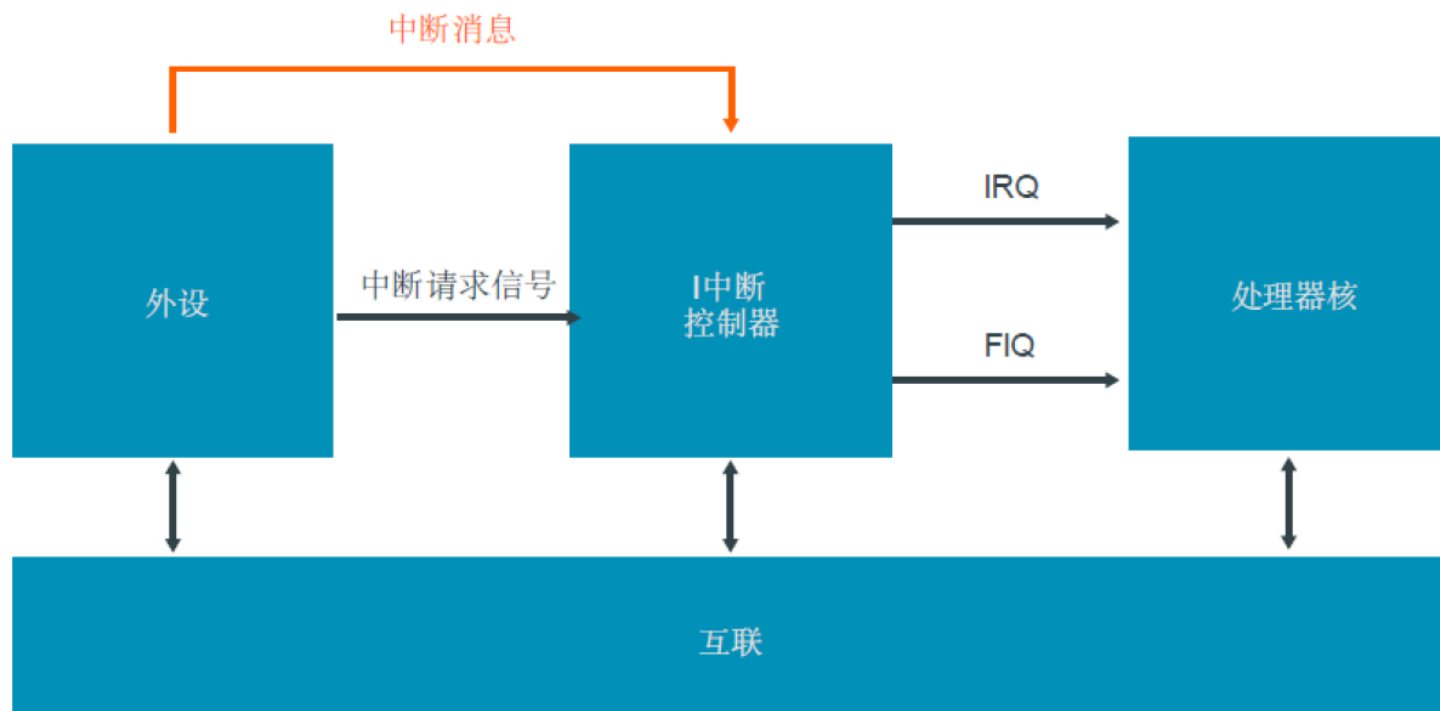 中断消息
外设
中断请求信号
I中断
控制器
IRQ
FIQ
处理器核
互联